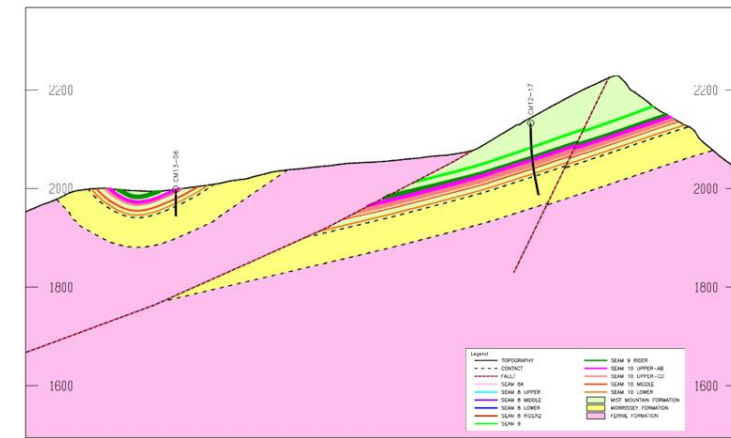 2200
2200
CM12-17
CM13-06
2000
2000
1800
1800
1600
1600
Legend
TOPOGRAPHY
CONTACT
FAULT
SEAM 8A
SEAM 8 UPPER
SEAM 8 MIDDLE
SEAM 8 LOWER
SEAM 8 RIDER2
SEAM 9
SEAM 9 RIDER
SEAM 10 UPPER-AB
SEAM 10 UPPER-CD
SEAM 10 MIDDLE
SEAM 10 LOWER
MIST MOUNTAIN FORMATION
MORRISSEY FORMATION
FERNIE FORMATION